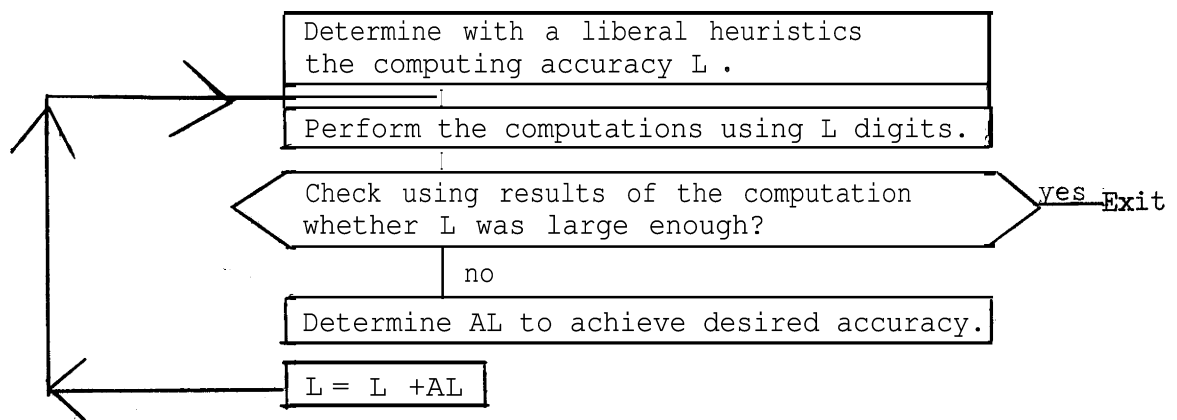 Determine with a liberal heuristics
the computing accuracy L .
Perform the computations using L digits.
Check using results of the computation
whether L was large enough?
yes Exit
no
Determine AL to achieve desired accuracy.
L = L +AL